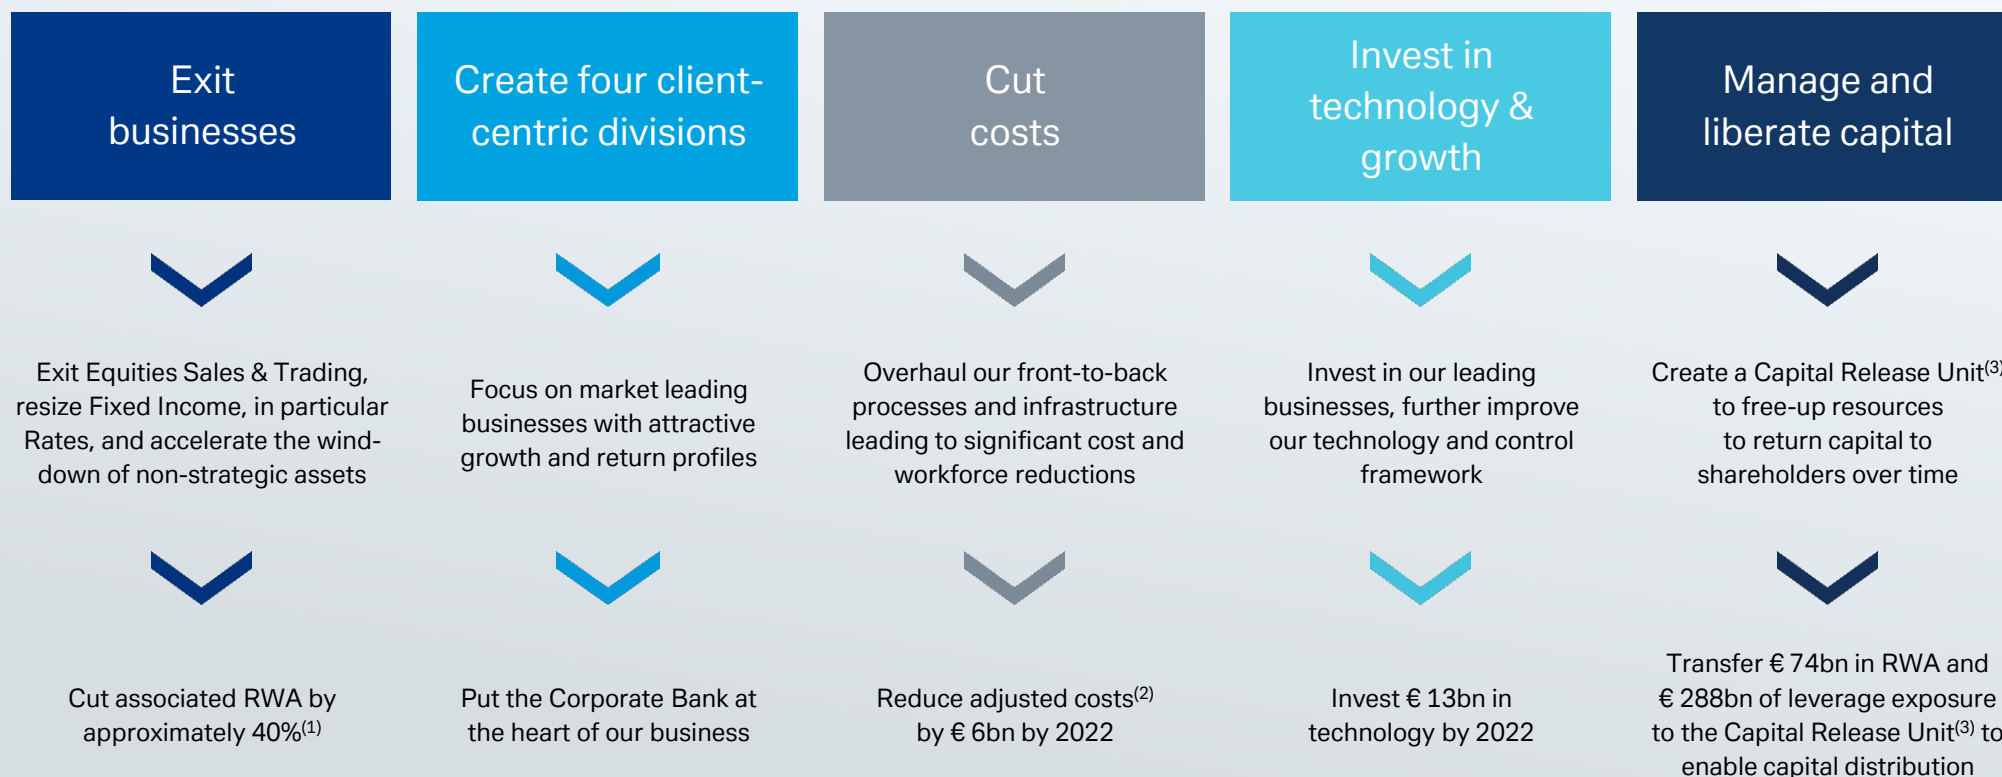 Exit
businesses
Create four client-
centric divisions
Cut
costs
Invest in
technology &
growth
Manage and
liberate capital
Exit Equities Sales & Trading,
resize Fixed Income, in particular
Rates, and accelerate the wind-
down of non-strategic assets
Focus on market leading
businesses with attractive
growth and return profiles
Overhaul our front-to-back
processes and infrastructure
leading to significant cost and
workforce reductions
Invest in our leading
businesses, further improve
our technology and control
framework
Create a Capital Release Unit(3)
to free-up resources
to return capital to
shareholders over time
Cut associated RWA by
approximately 40%(1)
Put the Corporate Bank at
the heart of our business
Reduce adjusted costs(2)
by € 6bn by 2022
Invest € 13bn in
technology by 2022
Transfer € 74bn in RWA and
€ 288bn of leverage exposure
to the Capital Release Unit(3) to
enable capital distribution